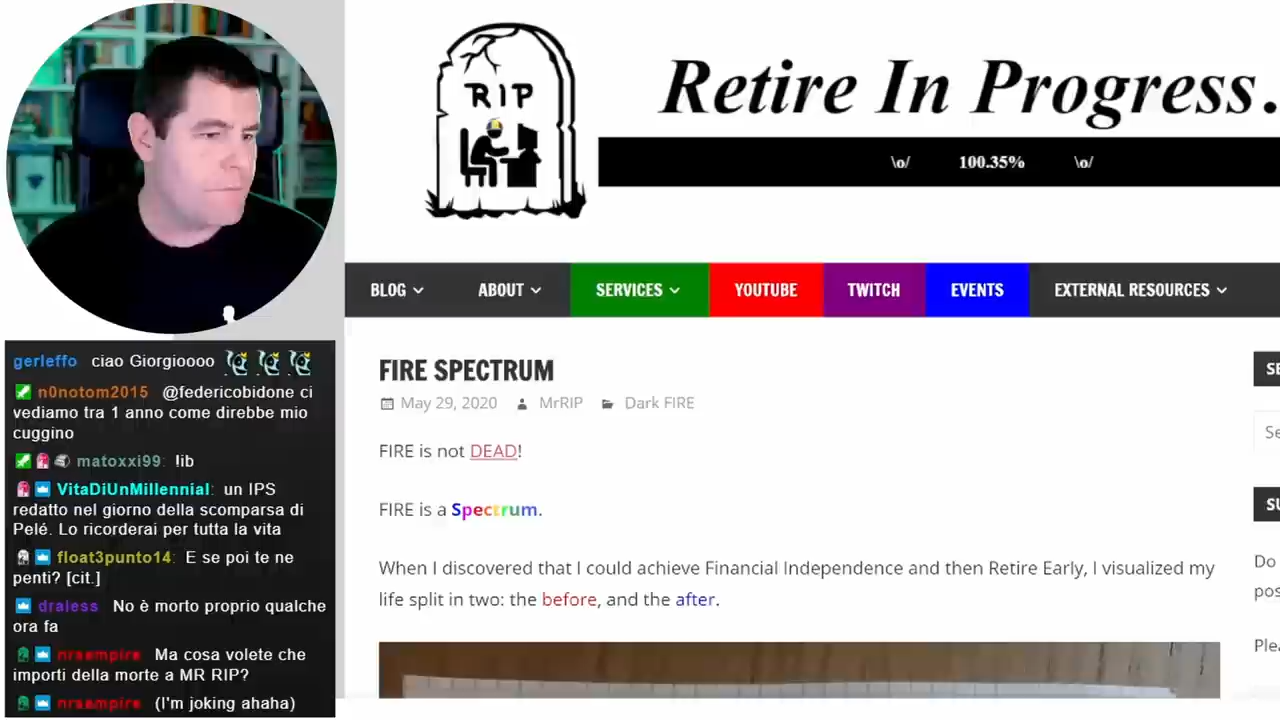 RIP
Retire In Progress.
\o/ 100.35% \o/
BLOG ABOUT SERVICES YOUTUBE TWITCH EVENTS EXTERNAL RESOURCES
FIRE SPECTRUM
May 29, 2020 MrRIP Dark FIRE
FIRE is not DEAD!
FIRE is a Spectrum.
When I discovered that I could achieve Financial Independence and then Retire Early, I visualized my
life split in two: the before, and the after.
Do
gerleffo ciao Giorgioooo
n0notom2015 @federicobidone ci
vediamo tra 1 anno come direbbe mio
cuggino
matoxxi99: !lib
VitaDiUnMillennial: un IPS
redatto nel giorno della scomparsa di
Pelé. Lo ricorderai per tutta la vita
float3punto14: E se poi te ne
penti? [cit.]
draless No è morto proprio qualche
ora fa
Ma cosa volete che
importi della morte a MR RIP?
(I'm joking ahaha)